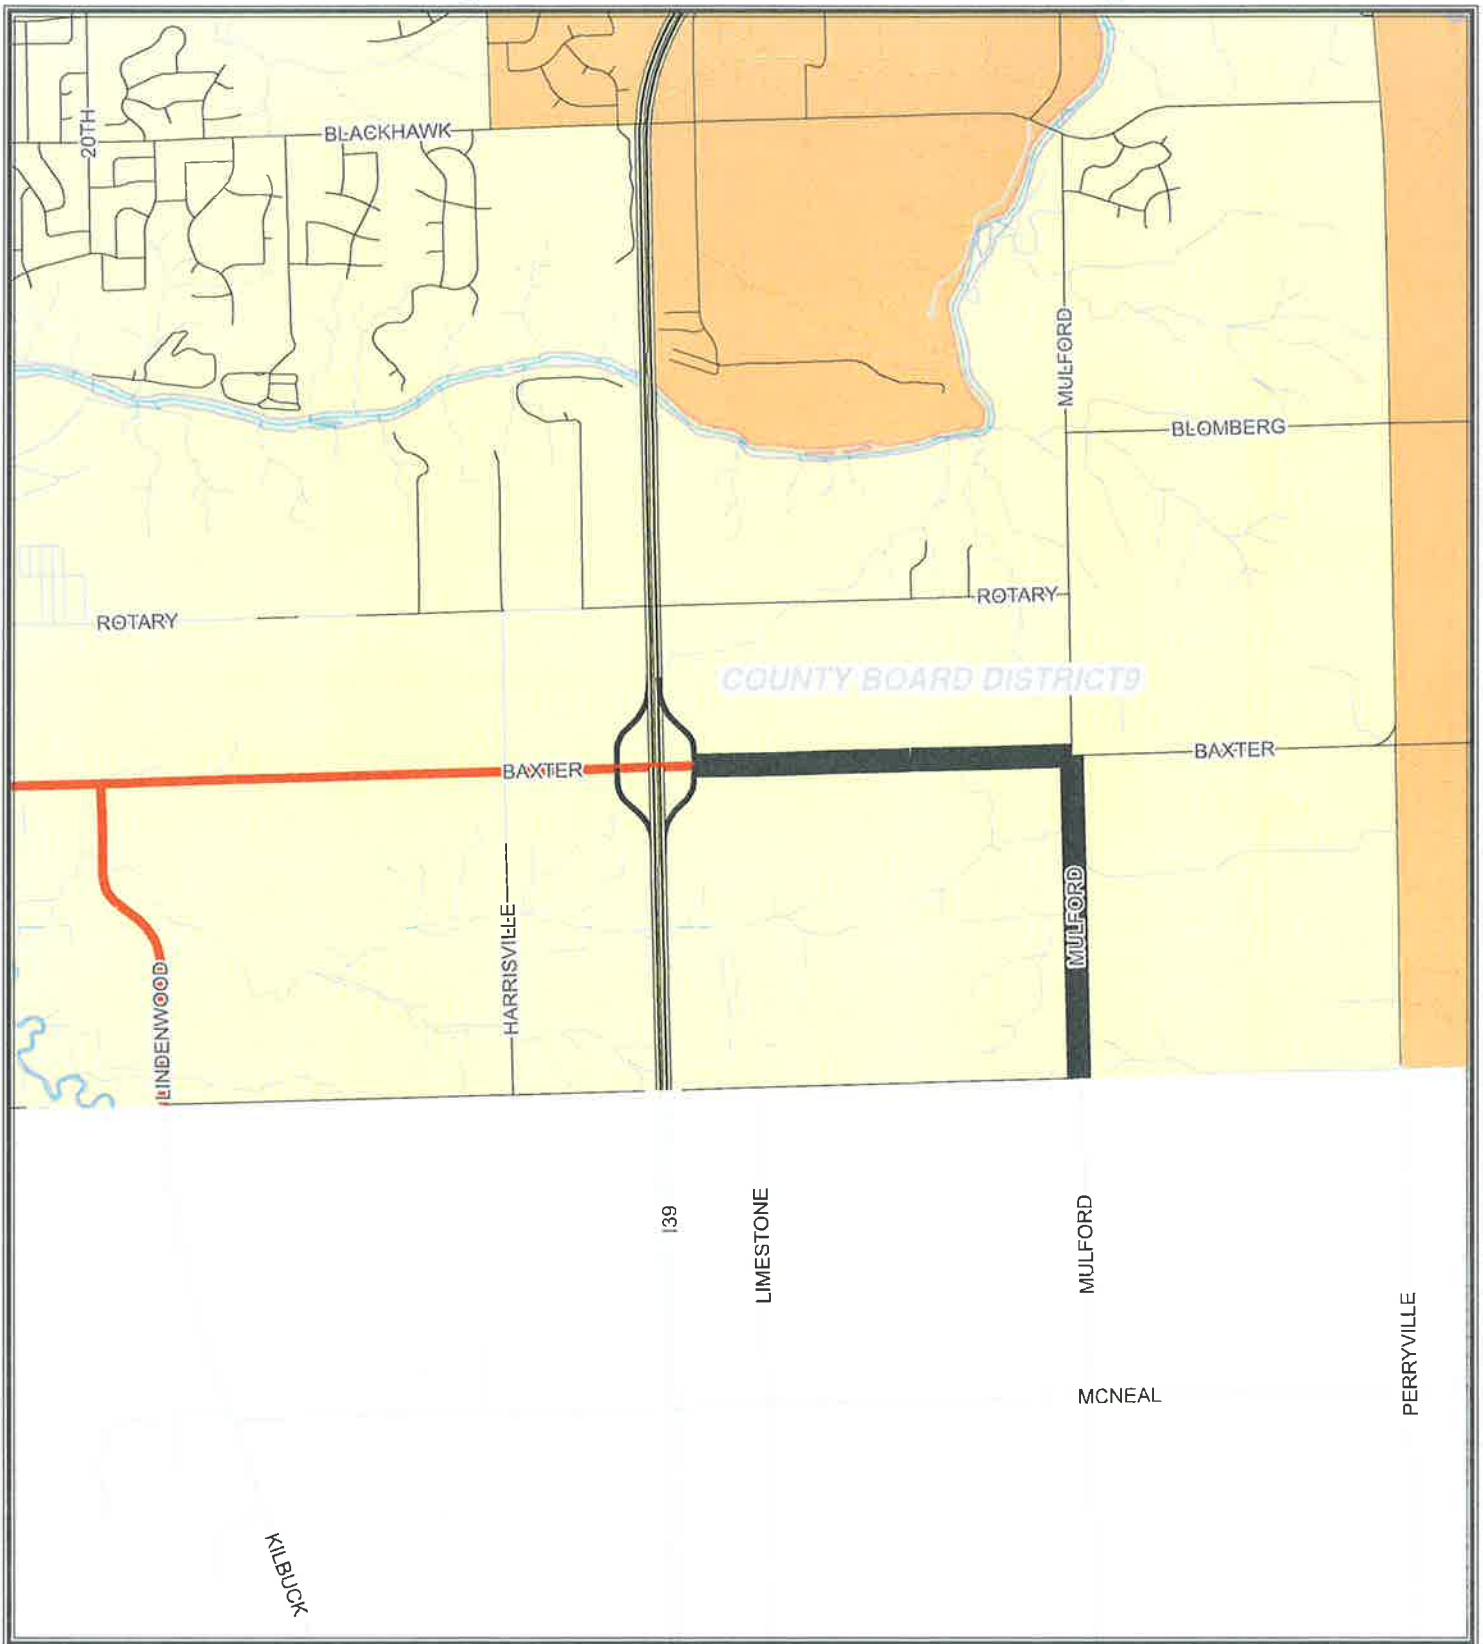 20TH
BLACKHAWK
MULFORD
BLOMBERG
ROTARY
ROTARY
COUNTY BOARD DISTRICT9
BAXTER
BAXTER
MULFORD
HARRISVILLE
LINDENWOOD
I39
LIMESTONE
MULFORD
PERRYVILLE
MCNEAL
KILBUCK